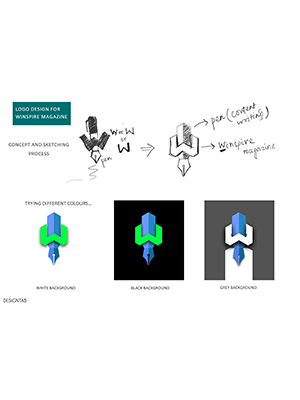 LOGO DESIGN FOR
WINSPIRE MAGAZINE
CONCEPT AND SKETCHING
PROCESS
W
W
pen
pen (content
writing)
Winspire
magazine
TRYING DIFFERENT COLOURS...
WHITE BACKGROUND
BLACK BACKGROUND
GREY BACKGROUND
DESIGNTAB